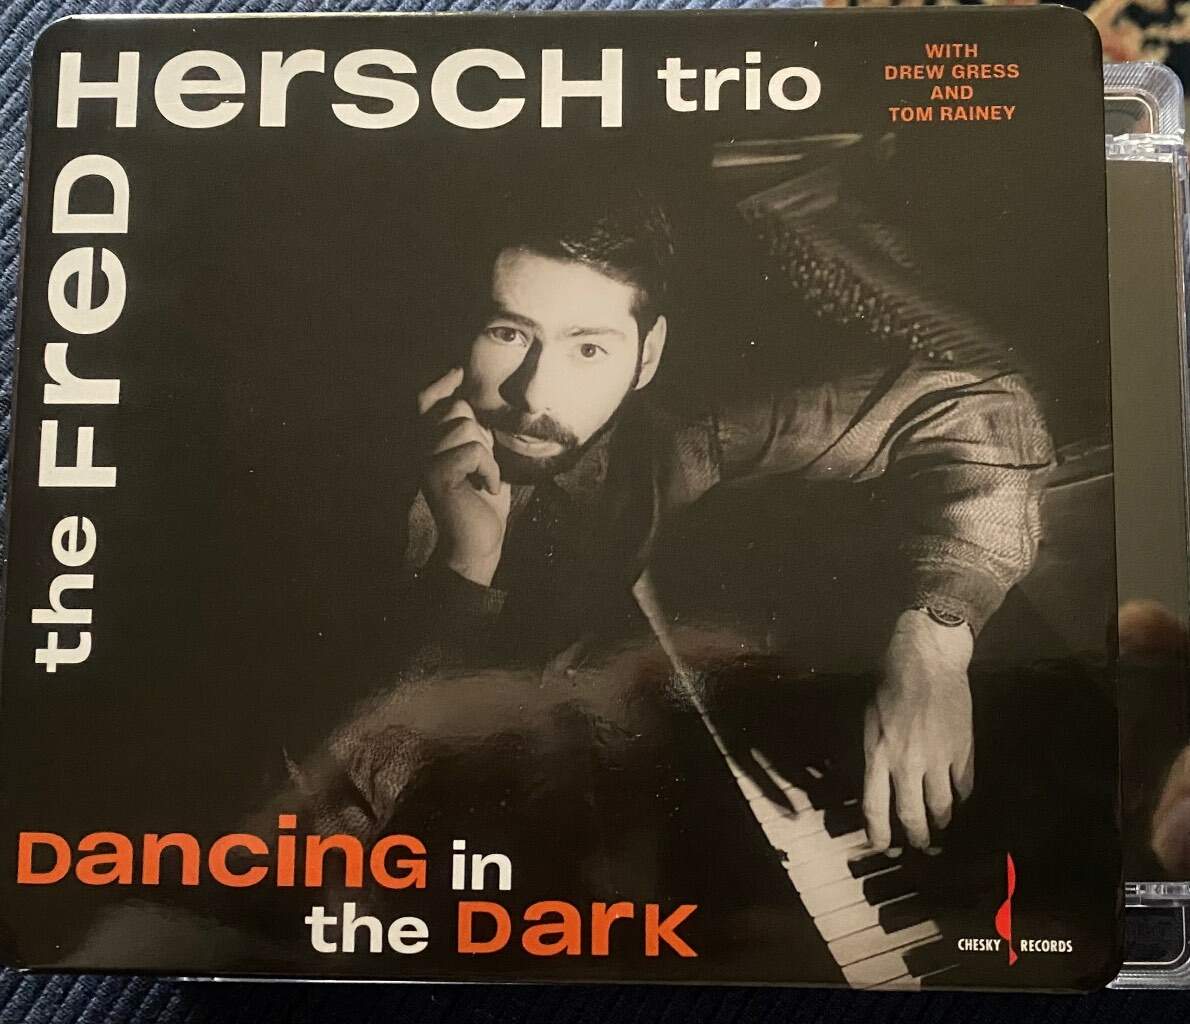 the FreD
HerscH trio
WITH
DREW GRESS
AND
TOM RAINEY
DancinG in
the Dark
CHESKY RECORDS